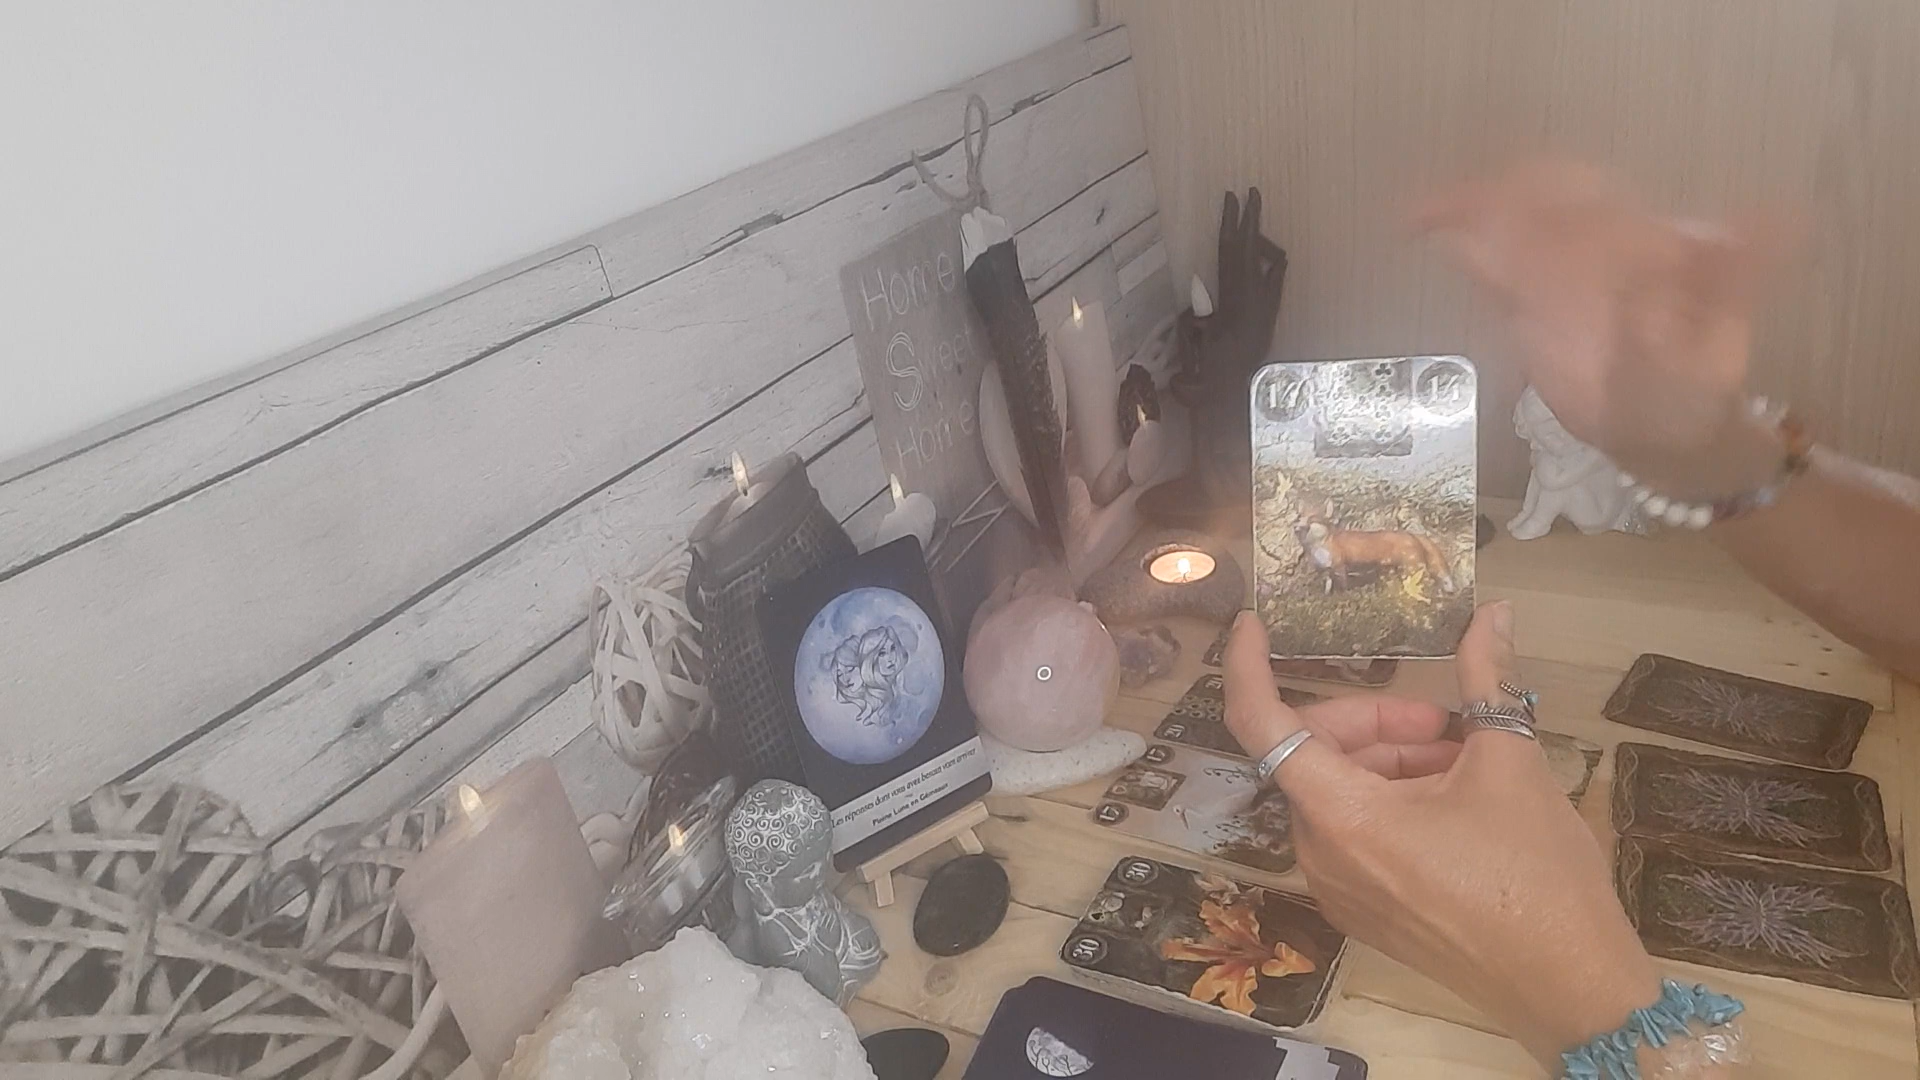 Home
Sweet
Home
14 14
Les réponses dont vous avez besoin vont arriver
Pleine Lune en Gémeaux
17
17
30
30